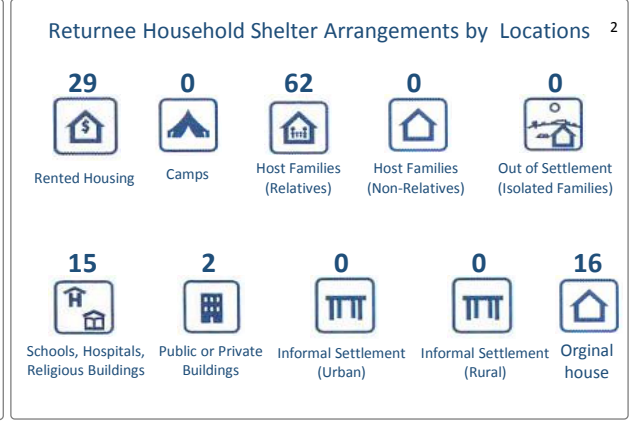 Returnee Household Shelter Arrangements by Locations 2
29 0 62 0 0
Rented Housing Camps Host Families Host Families Out of Settlement
(Relatives) (Non-Relatives) (Isolated Families)
15 2 0 0 16
Schools, Hospitals, Public or Private Informal Settlement Informal Settlement Orginal
Religious Buildings Buildings (Urban) (Rural) house